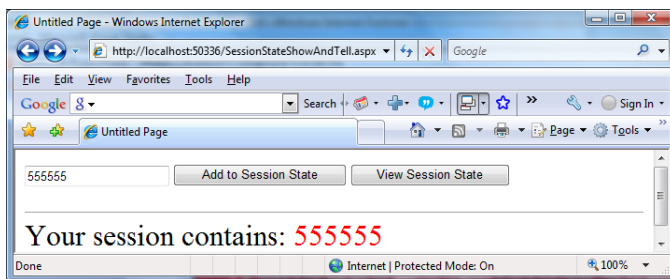 Untitled Page - Windows Internet Explorer
http://localhost:50336/SessionStateShowAndTell.aspx Google
File Edit View Favorites Tools Help
Google Search » Sign In
Untitled Page Page Tools »
555555 Add to Session State View Session State
Your session contains: 555555
Done Internet | Protected Mode: On 100%